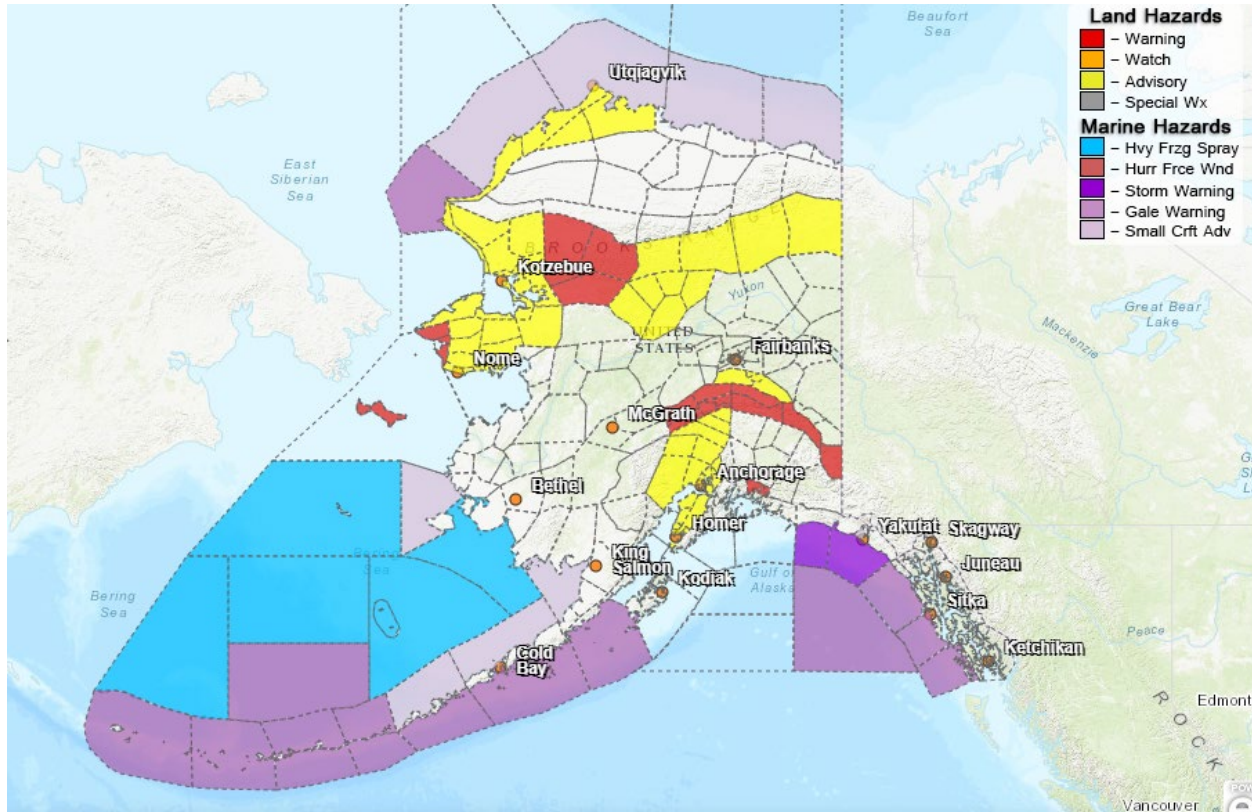 Beaufort
Sea
Land Hazards
– Warning
– Watch
– Advisory
– Special Wx
Marine Hazards
– Hvy Frzg Spray
– Hurr Frce Wnd
– Storm Warning
– Gale Warning
– Small Crft Adv
Utqiagvik
East
Siberian
Sea
BROOKS RANGE
Kotzebue
Yukon
Great Bear
Lake
Mackenzie
UNITED
STATES
Fairbanks
Nome
McGrath
Anchorage
Bethel
Homer
Yakutat
Skagway
King
Salmon
Kodiak
Gulf of
Alaska
Juneau
Bering
Sea
Bering
Sea
Sitka
Peace
Ketchikan
Cold
Bay
Edmont
ROCK
Vancouver